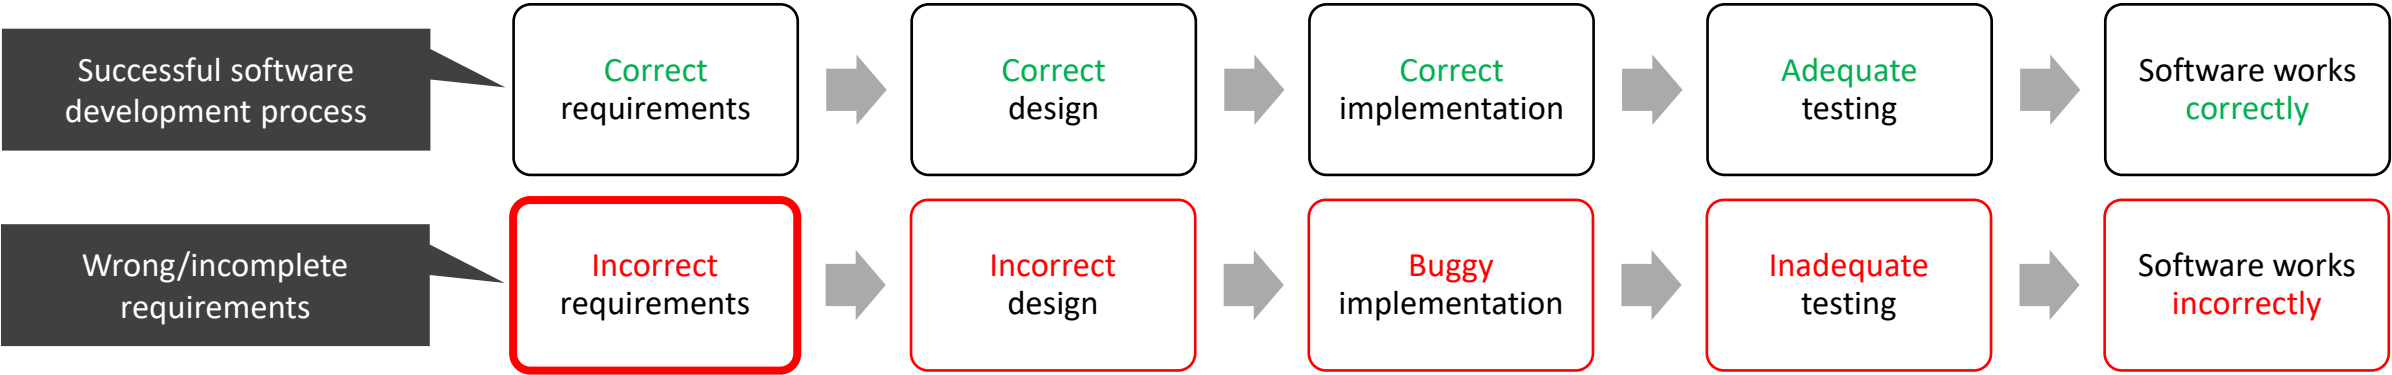 Successful software
development process
Correct
requirements
Correct
design
Correct
implementation
Adequate
testing
Software works
correctly
Wrong/incomplete
requirements
Incorrect
requirements
Incorrect
design
Buggy
implementation
Inadequate
testing
Software works
incorrectly